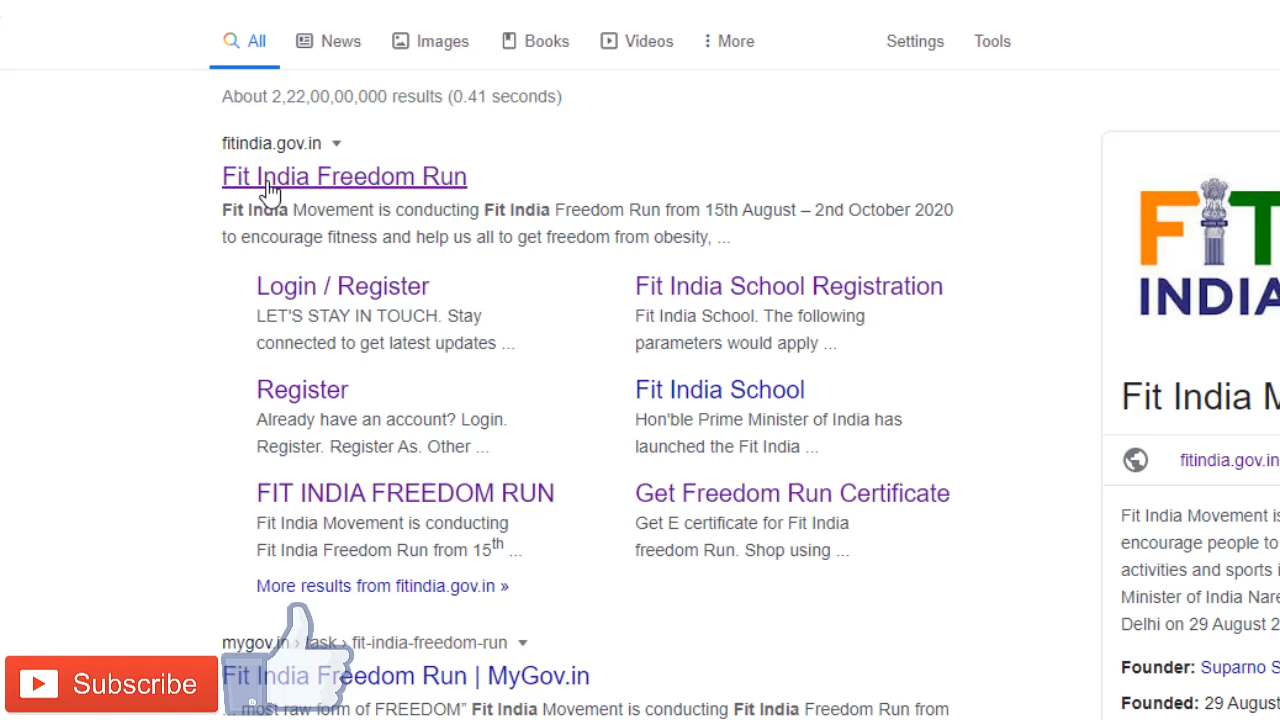 All News Images Books Videos More Settings Tools
About 2,22,00,00,000 results (0.41 seconds)
fitindia.gov.in
Fit India Freedom Run
Fit India Movement is conducting Fit India Freedom Run from 15th August – 2nd October 2020
to encourage fitness and help us all to get freedom from obesity, ...
Login / Register
LET'S STAY IN TOUCH. Stay
connected to get latest updates ...
Fit India School Registration
Fit India School. The following
parameters would apply ...
Register
Already have an account? Login.
Register. Register As. Other ...
Fit India School
Hon'ble Prime Minister of India has
launched the Fit India ...
FIT INDIA FREEDOM RUN
Fit India Movement is conducting
Fit India Freedom Run from 15th ...
Get Freedom Run Certificate
Get E certificate for Fit India
freedom Run. Shop using ...
More results from fitindia.gov.in »
mygov.in › task › fit-india-freedom-run
Fit India Freedom Run | MyGov.in
... most raw form of FREEDOM” Fit India Movement is conducting Fit India Freedom Run from
Subscribe
FIT
INDIA
Fit India M
fitindia.gov.in
Fit India Movement is
encourage people to
activities and sports i
Minister of India Nare
Delhi on 29 August 2
Founder: Suparno S
Founded: 29 August